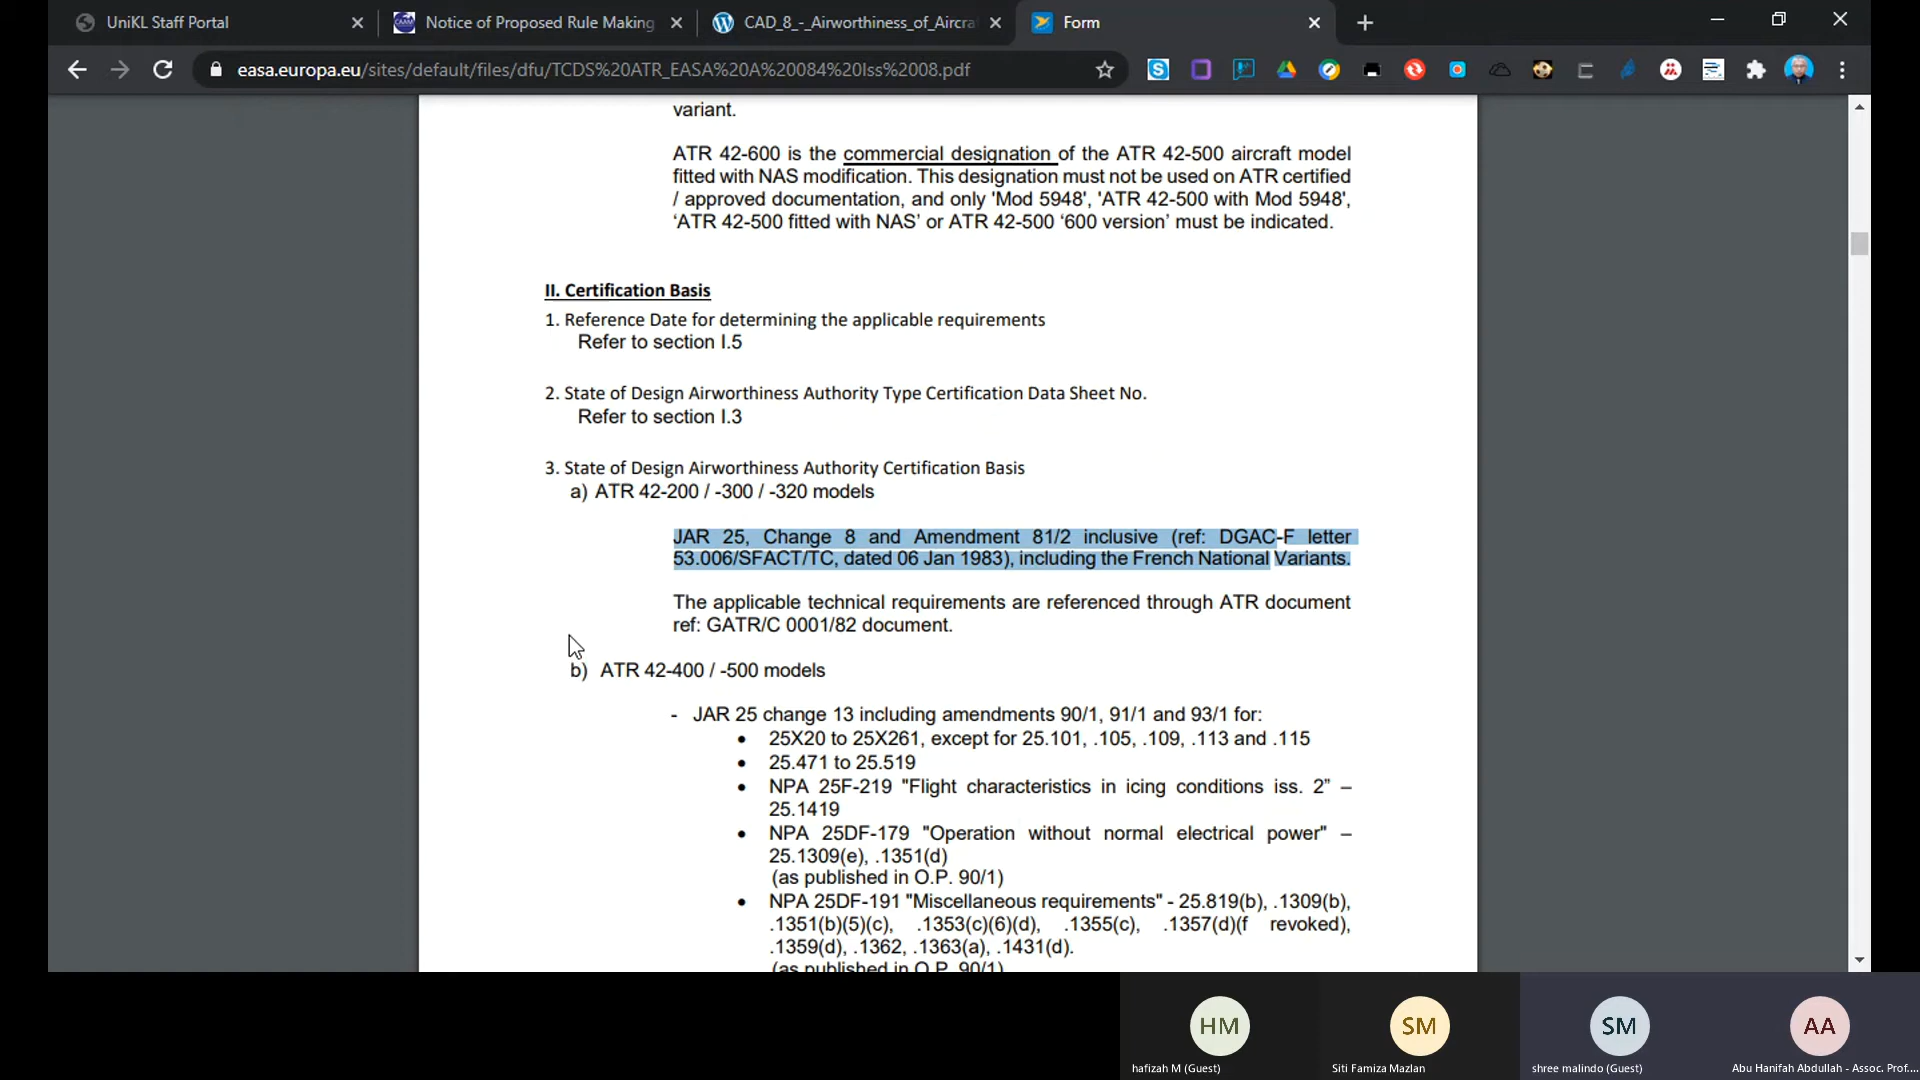 UniKL Staff Portal
Notice of Proposed Rule Making
CAD_8_-_Airworthiness_of_Aircra
Form
easa.europa.eu/sites/default/files/dfu/TCDS%20ATR_EASA%20A%20084%20Iss%2008.pdf
variant.
ATR 42-600 is the commercial designation of the ATR 42-500 aircraft model
fitted with NAS modification. This designation must not be used on ATR certified
/ approved documentation, and only 'Mod 5948', 'ATR 42-500 with Mod 5948',
‘ATR 42-500 fitted with NAS’ or ATR 42-500 ‘600 version’ must be indicated.
II. Certification Basis
1. Reference Date for determining the applicable requirements
Refer to section I.5
2. State of Design Airworthiness Authority Type Certification Data Sheet No.
Refer to section I.3
3. State of Design Airworthiness Authority Certification Basis
a) ATR 42-200 / -300 / -320 models
JAR 25, Change 8 and Amendment 81/2 inclusive (ref: DGAC-F letter
53.006/SFACT/TC, dated 06 Jan 1983), including the French National Variants.
The applicable technical requirements are referenced through ATR document
ref: GATR/C 0001/82 document.
b) ATR 42-400 / -500 models
- JAR 25 change 13 including amendments 90/1, 91/1 and 93/1 for:
• 25X20 to 25X261, except for 25.101, .105, .109, .113 and .115
• 25.471 to 25.519
• NPA 25F-219 "Flight characteristics in icing conditions iss. 2” –
25.1419
• NPA 25DF-179 "Operation without normal electrical power" –
25.1309(e), .1351(d)
(as published in O.P. 90/1)
• NPA 25DF-191 "Miscellaneous requirements" - 25.819(b), .1309(b),
.1351(b)(5)(c), .1353(c)(6)(d), .1355(c), .1357(d)(f revoked),
.1359(d), .1362, .1363(a), .1431(d).
(as published in O.P. 90/1)
HM
SM
SM
AA
hafizah M (Guest)
Siti Famiza Mazlan
shree malindo (Guest)
Abu Hanifah Abdullah - Assoc. Prof....